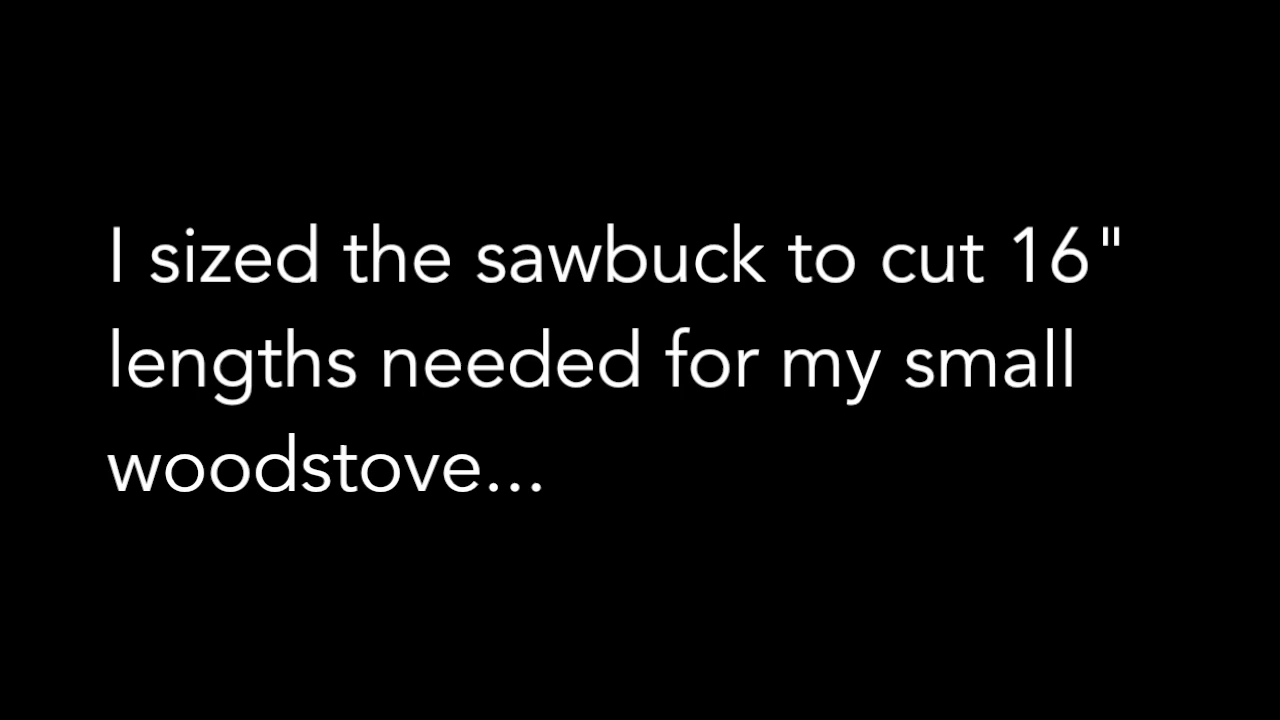 I sized the sawbuck to cut 16"
lengths needed for my small
woodstove...